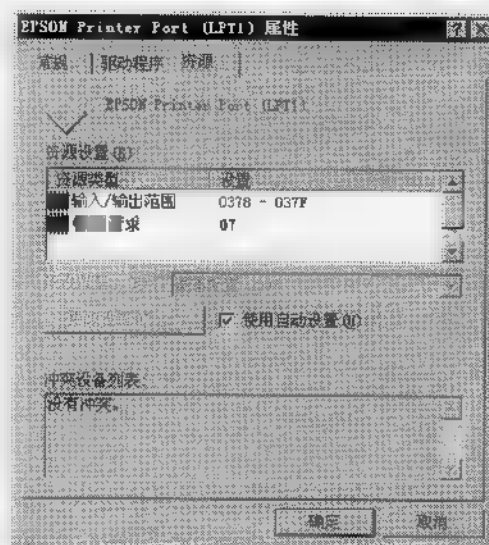 EPSON Printer Port (LPT1) 属性
常规 驱动程序 资源
EPSON Printer Port (LPT1)
资源设置(R)
资源类型 设置
输入/输出范围 0378 - 037F
求 07
使用自动设置(U)
冲突设备列表:
没有冲突。
确定 取消